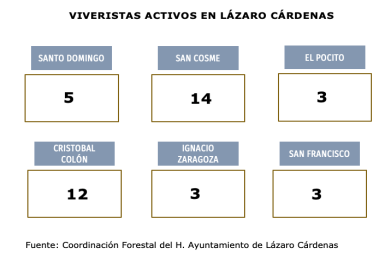 VIVERISTAS ACTIVOS EN LÁZARO CÁRDENAS
SANTO DOMINGO
5
SAN COSME
14
EL POCITO
3
CRISTOBAL
COLÓN
12
IGNACIO
ZARAGOZA
3
SAN FRANCISCO
3
Fuente: Coordinación Forestal del H. Ayuntamiento de Lázaro Cárdenas